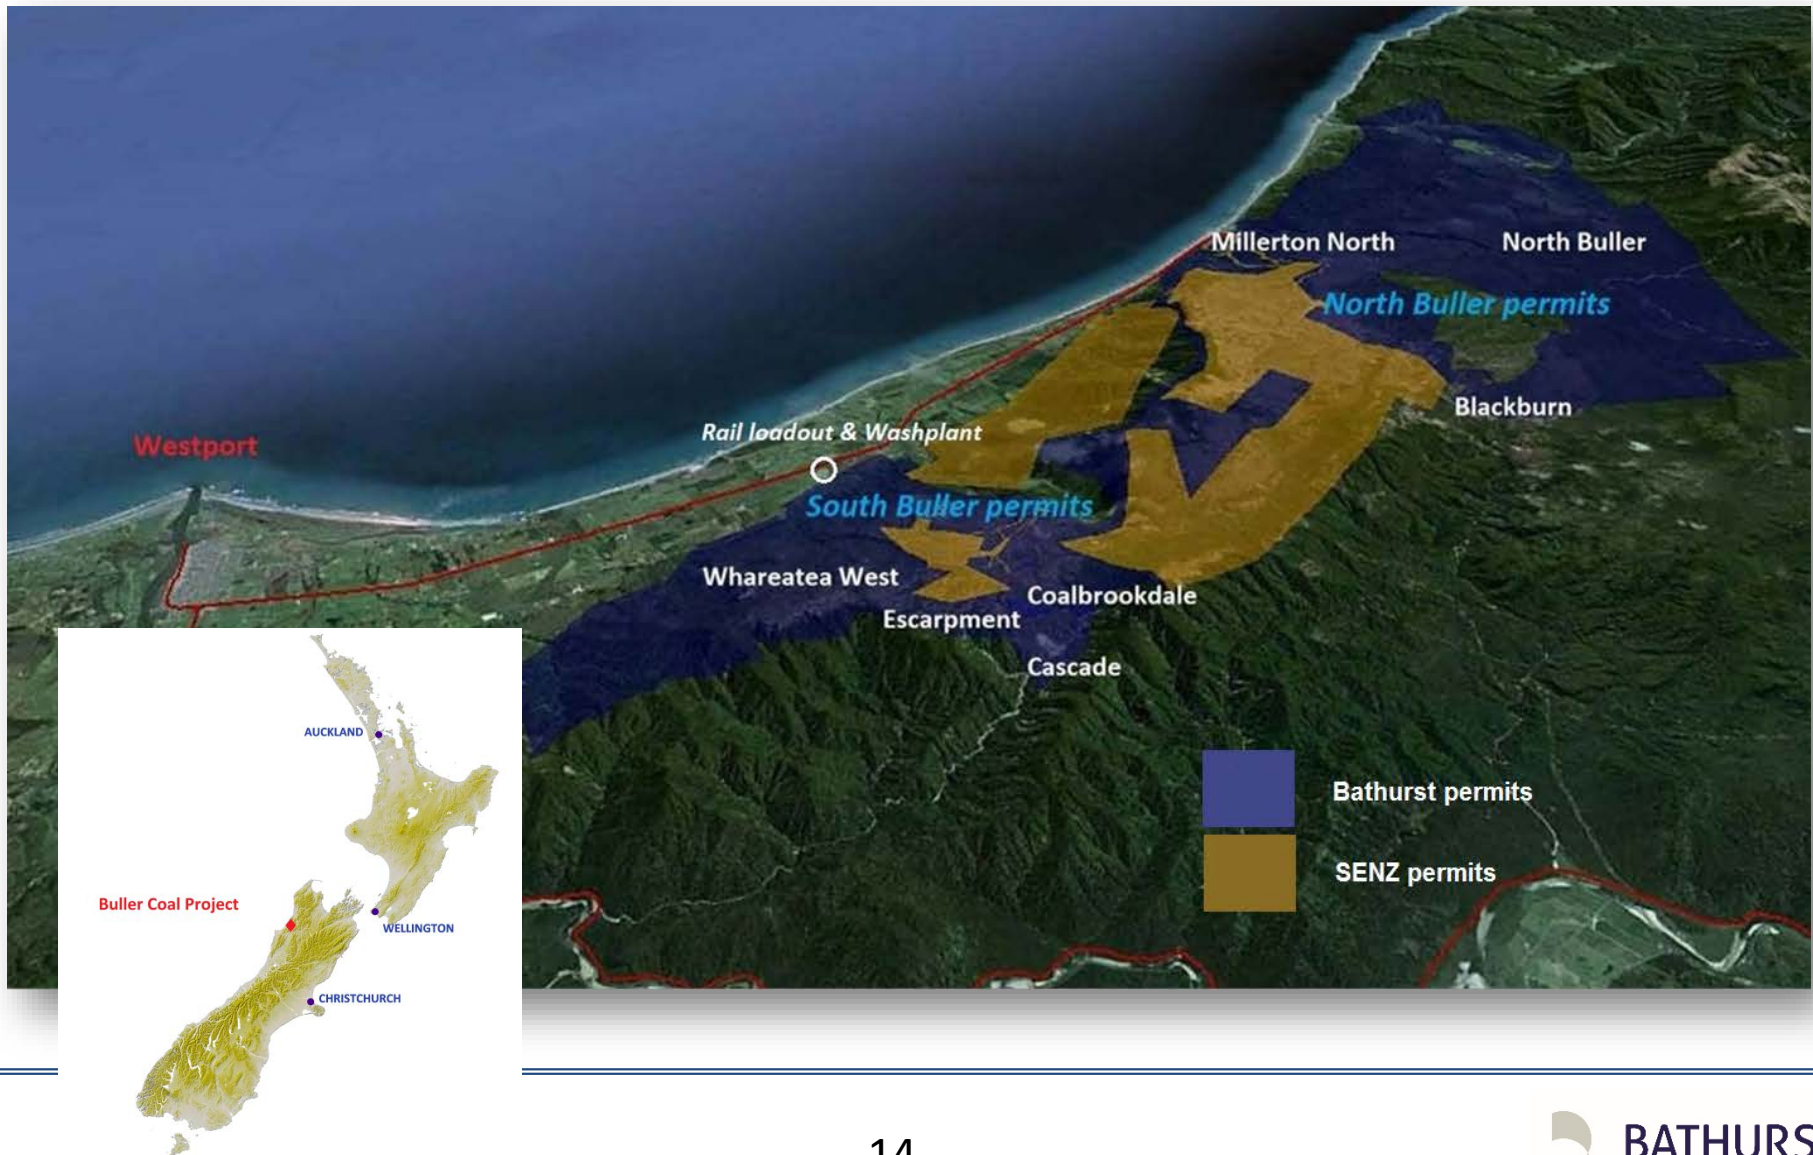 Millerton North
North Buller
North Buller permits
Blackburn
Rail loadout & Washplant
Westport
South Buller permits
Whareatea West
Coalbrookdale
Escarpment
Cascade
Bathurst permits
SENZ permits
AUCKLAND
Buller Coal Project
WELLINGTON
CHRISTCHURCH
14
BATHURS